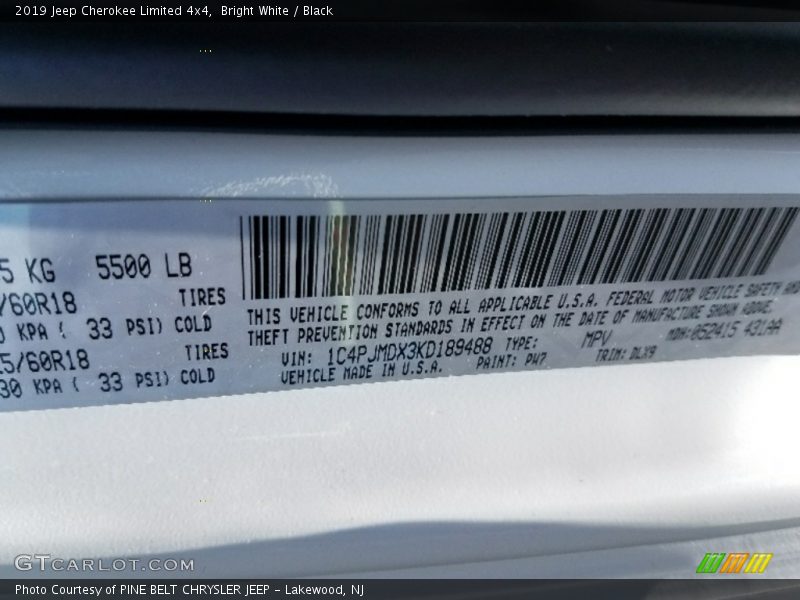 2019 Jeep Cherokee Limited 4x4, Bright White / Black
5 KG 5500 LB
/60R18 TIRES
KPA ( 33 PSI) COLD
5/60R18 TIRES
30 KPA ( 33 PSI) COLD
THIS VEHICLE CONFORMS TO ALL APPLICABLE U.S.A. FEDERAL MOTOR VEHICLE SAFETY AND
THEFT PREVENTION STANDARDS IN EFFECT ON THE DATE OF MANUFACTURE SHOWN ABOVE.
VIN: 1C4PJMDX3KD189488 TYPE: MPV MDH:052415 431AA
VEHICLE MADE IN U.S.A. PAINT: PW7 TRIM: DLX9
GTCARLOT.COM
Photo Courtesy of PINE BELT CHRYSLER JEEP - Lakewood, NJ